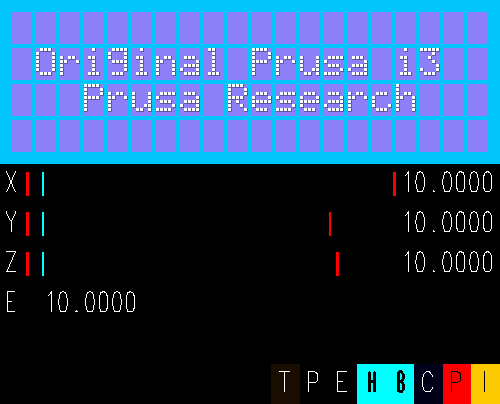 Original Prusa i3
Prusa Research
X 10.0000
Y 10.0000
Z 10.0000
E 10.0000
T P E H B C P I